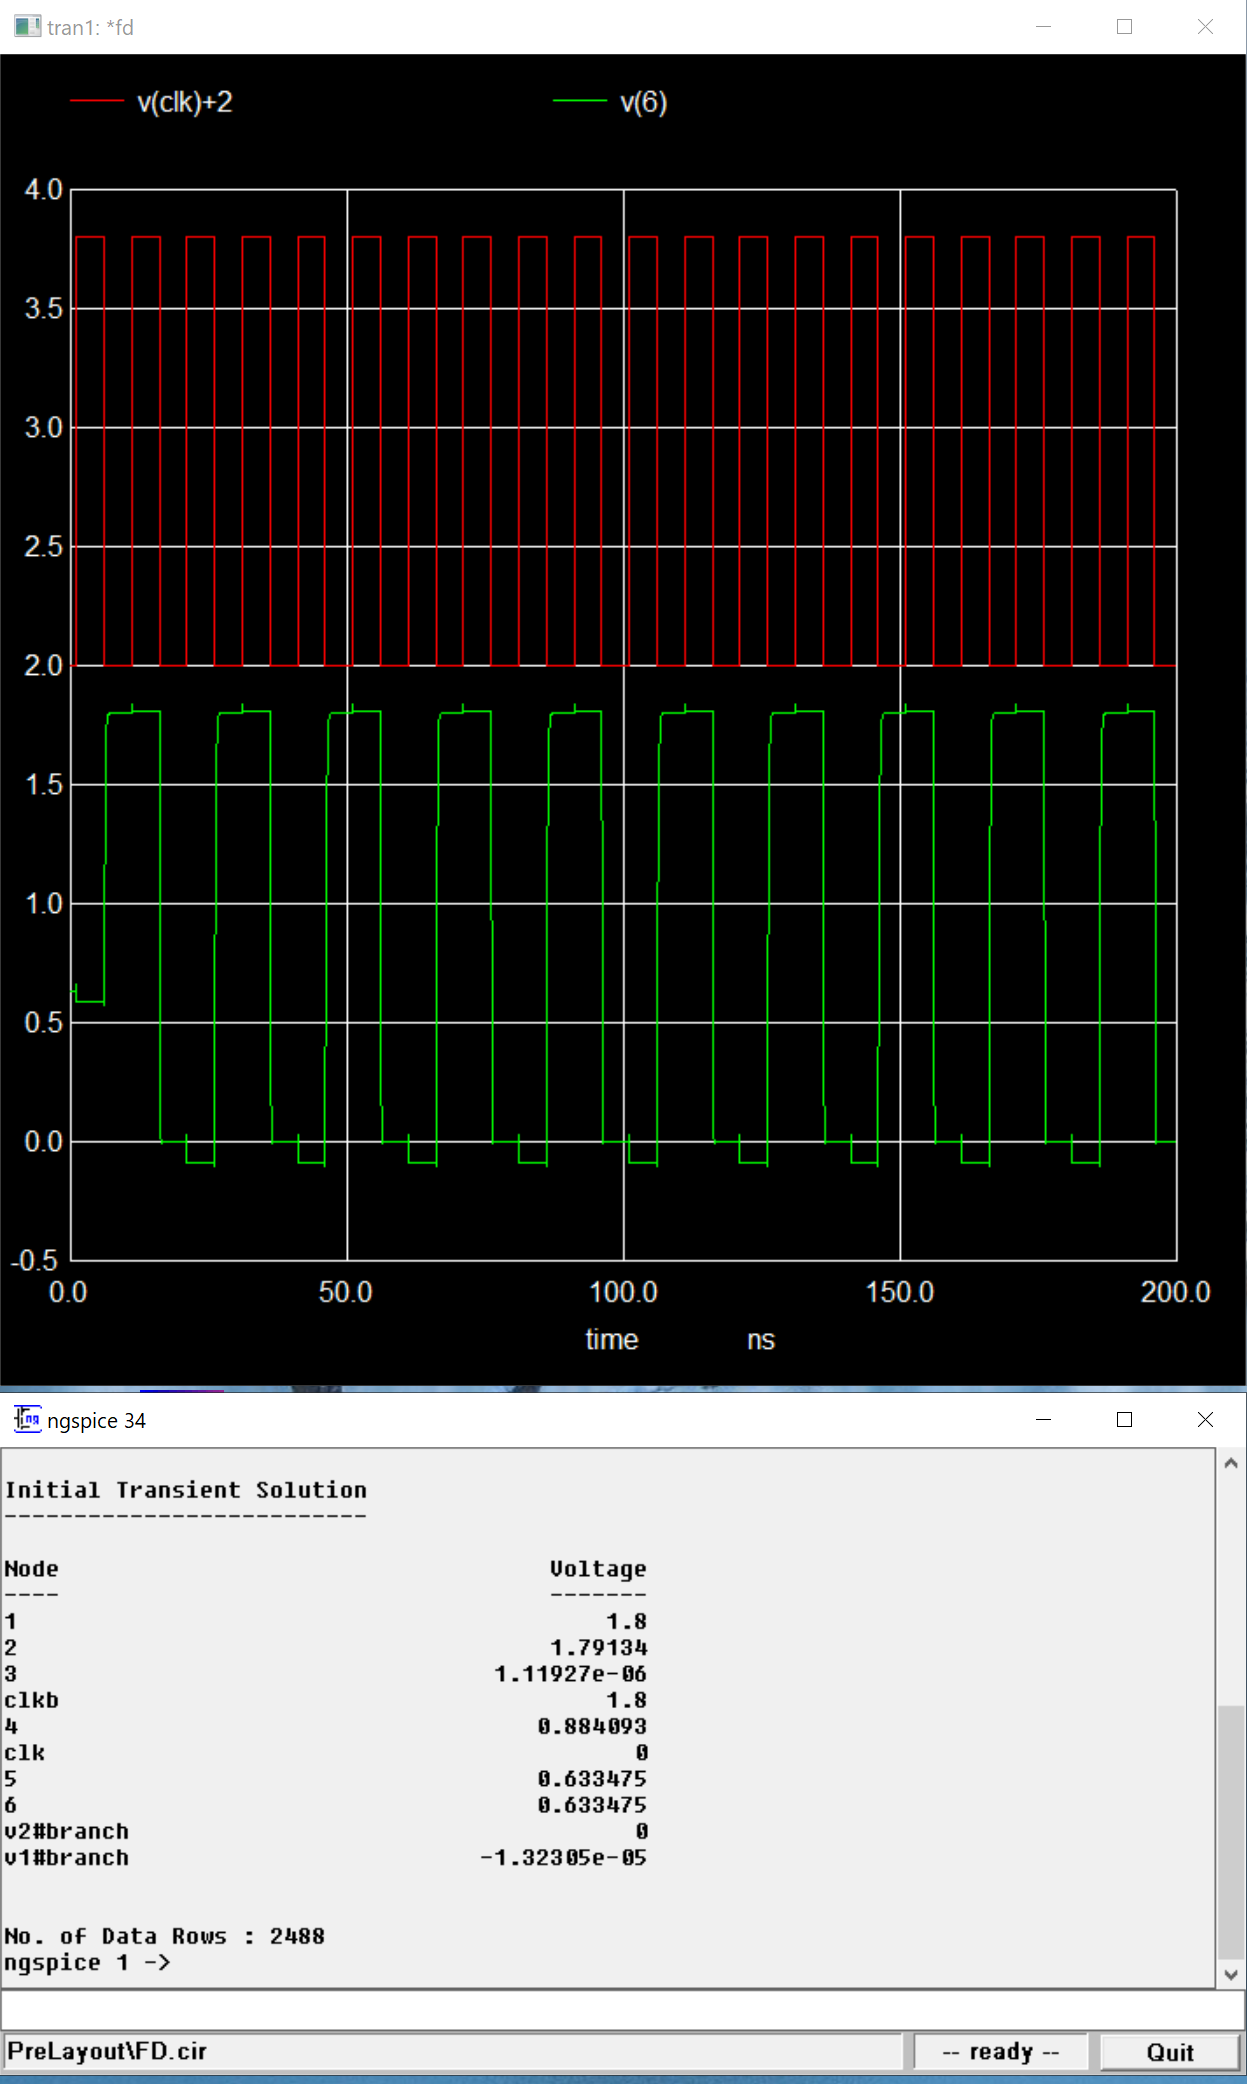 tran1: *fd
v(clk)+2 v(6)
4.0
3.5
3.0
2.5
2.0
1.5
1.0
0.5
0.0
-0.5
0.0 50.0 100.0 150.0 200.0
time ns
ngspice 34
Initial Transient Solution
--------------------------
Node Voltage
---- -------
1 1.8
2 1.79134
3 1.11927e-06
clkb 1.8
4 0.884093
clk 0
5 0.633475
6 0.633475
v2#branch 0
v1#branch -1.32305e-05
No. of Data Rows : 2488
ngspice 1 ->
PreLayout\FD.cir -- ready -- Quit